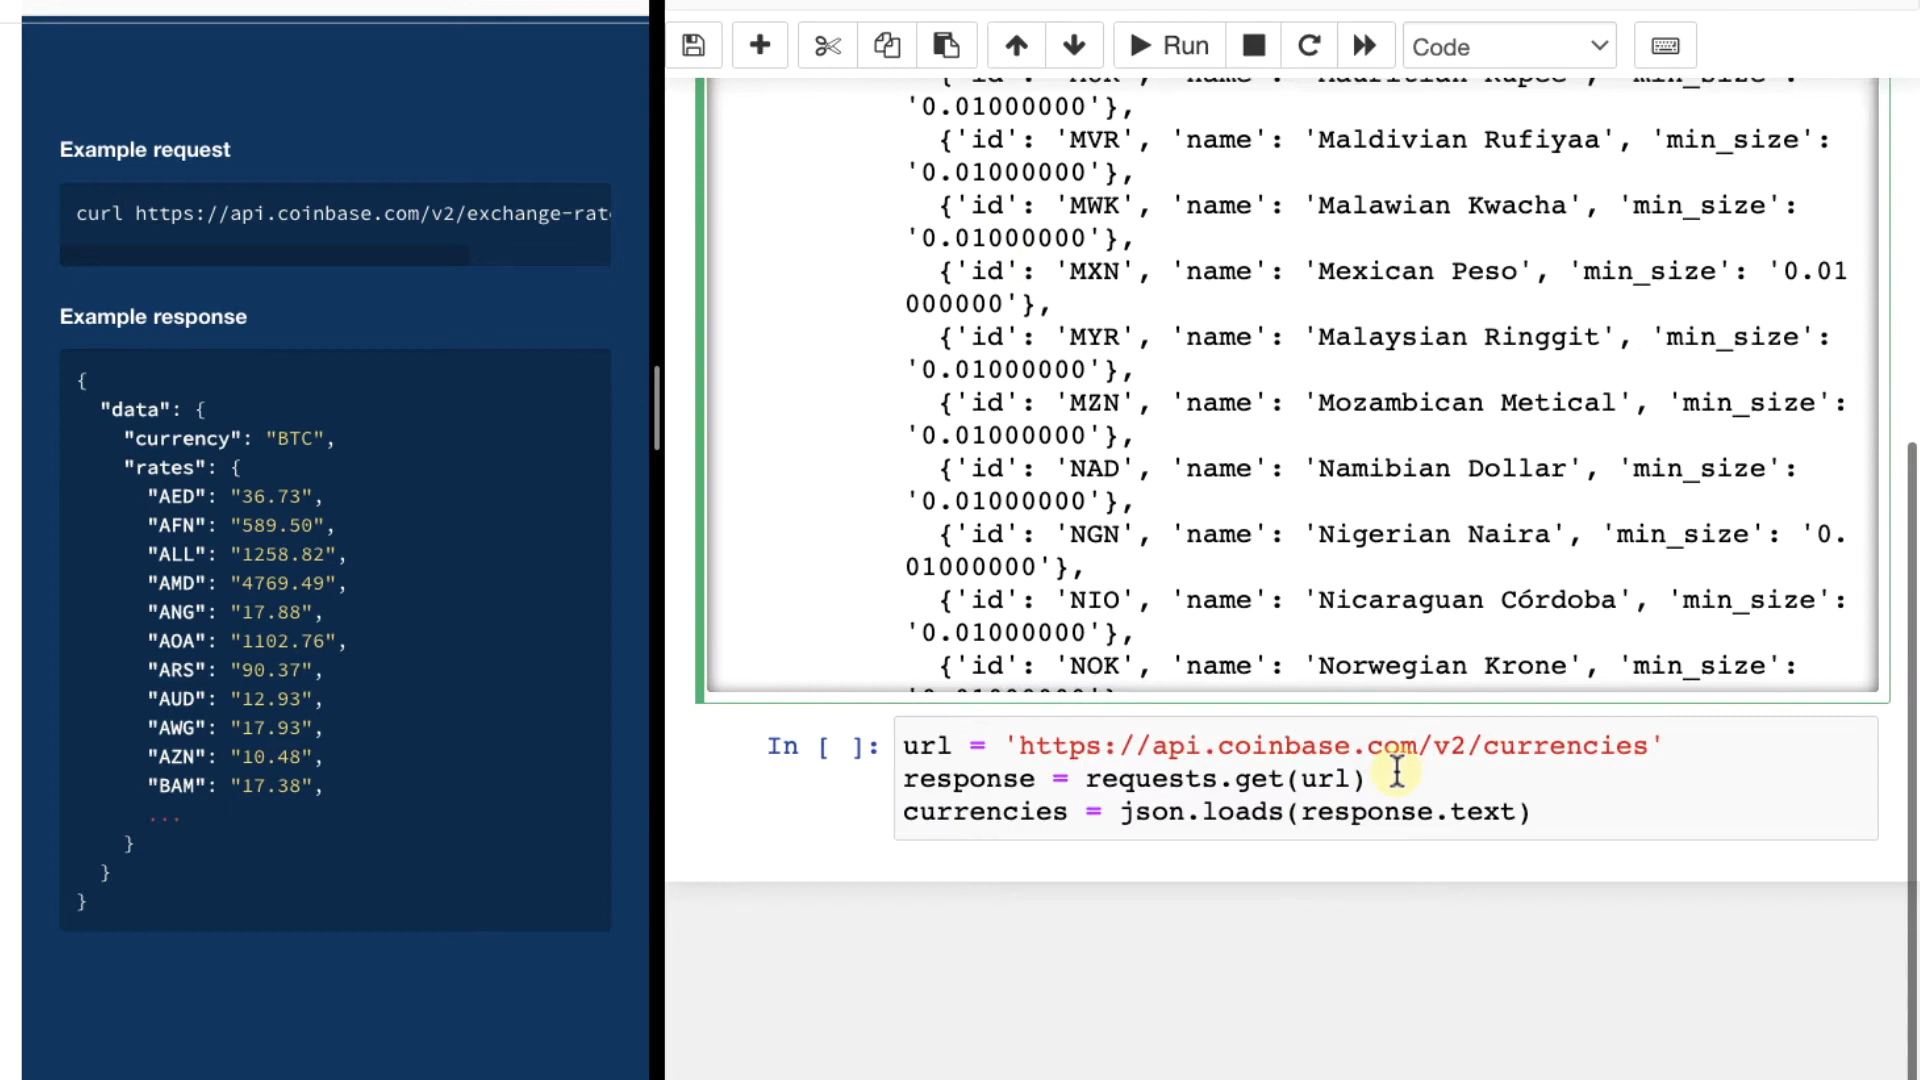 Example request
curl https://api.coinbase.com/v2/exchange-rat
Example response
{
"data": {
"currency": "BTC",
"rates": {
"AED": "36.73",
"AFN": "589.50",
"ALL": "1258.82",
"AMD": "4769.49",
"ANG": "17.88",
"AOA": "1102.76",
"ARS": "90.37",
"AUD": "12.93",
"AWG": "17.93",
"AZN": "10.48",
"BAM": "17.38",
...
}
}
}
Run
Code
'0.01000000'},
{'id': 'MVR', 'name': 'Maldivian Rufiyaa', 'min_size':
'0.01000000'},
{'id': 'MWK', 'name': 'Malawian Kwacha', 'min_size':
'0.01000000'},
{'id': 'MXN', 'name': 'Mexican Peso', 'min_size': '0.01
000000'},
{'id': 'MYR', 'name': 'Malaysian Ringgit', 'min_size':
'0.01000000'},
{'id': 'MZN', 'name': 'Mozambican Metical', 'min_size':
'0.01000000'},
{'id': 'NAD', 'name': 'Namibian Dollar', 'min_size':
'0.01000000'},
{'id': 'NGN', 'name': 'Nigerian Naira', 'min_size': '0.
01000000'},
{'id': 'NIO', 'name': 'Nicaraguan Córdoba', 'min_size':
'0.01000000'},
{'id': 'NOK', 'name': 'Norwegian Krone', 'min_size':
In [ ]: url = 'https://api.coinbase.com/v2/currencies'
response = requests.get(url)
currencies = json.loads(response.text)